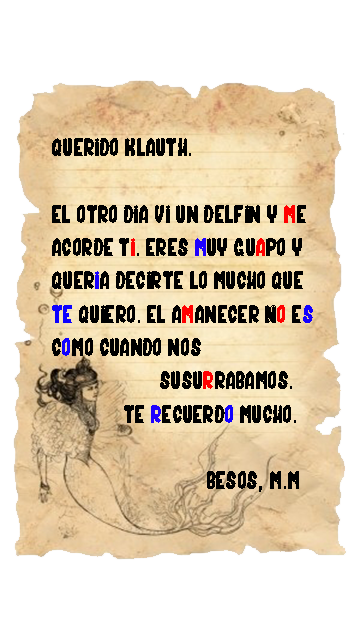 QUERIDO KLAUTH.
EL OTRO DIA VI UN DELFIN Y ME
ACORDE TI. ERES MUY GUAPO Y
QUERIA DECIRTE LO MUCHO QUE
TE QUIERO. EL AMANECER NO ES
COMO CUANDO NOS
SUSURRABAMOS.
TE RECUERDO MUCHO.
BESOS, M.M